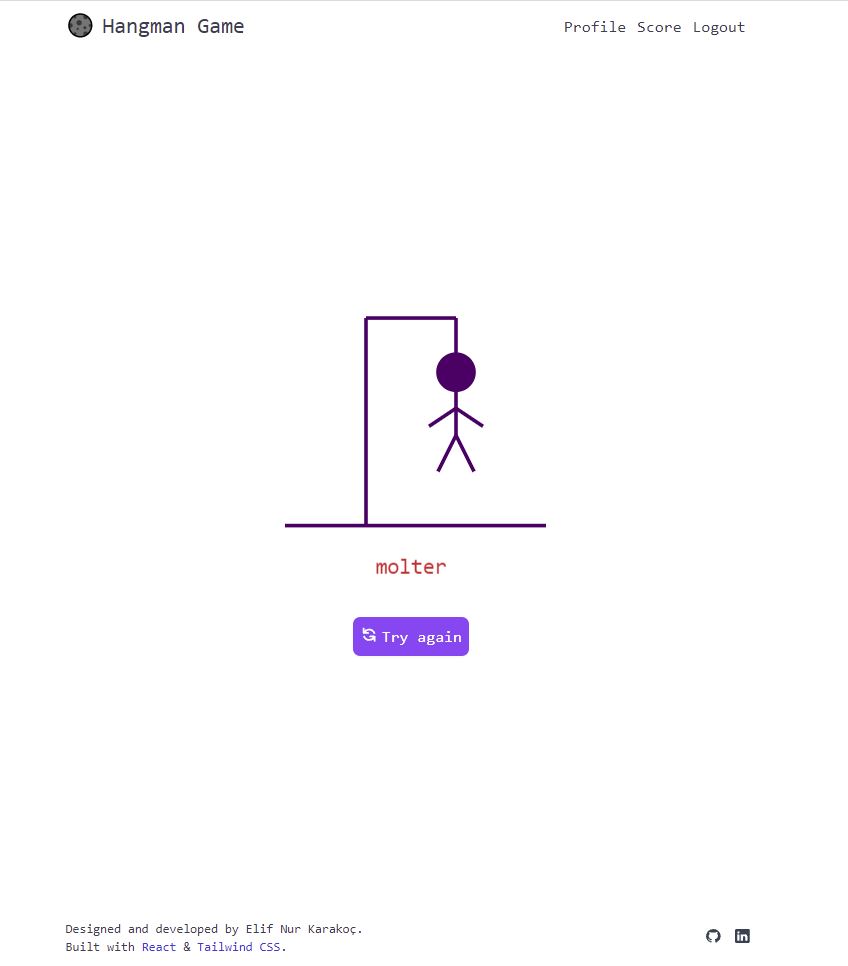 Hangman Game
Profile Score Logout
molter
Try again
Designed and developed by Elif Nur Karakoç.
Built with React & Tailwind CSS.
in